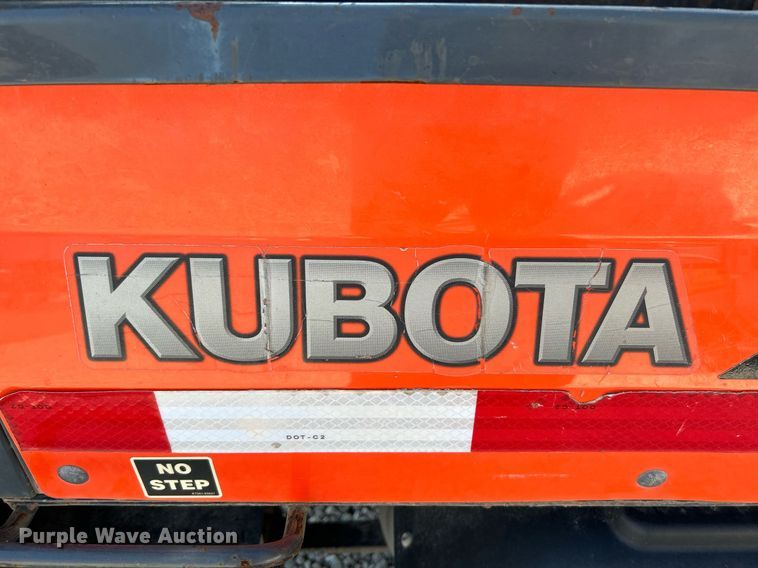 KUBOTA
DOT-C2
NO
STEP
Purple Wave Auction